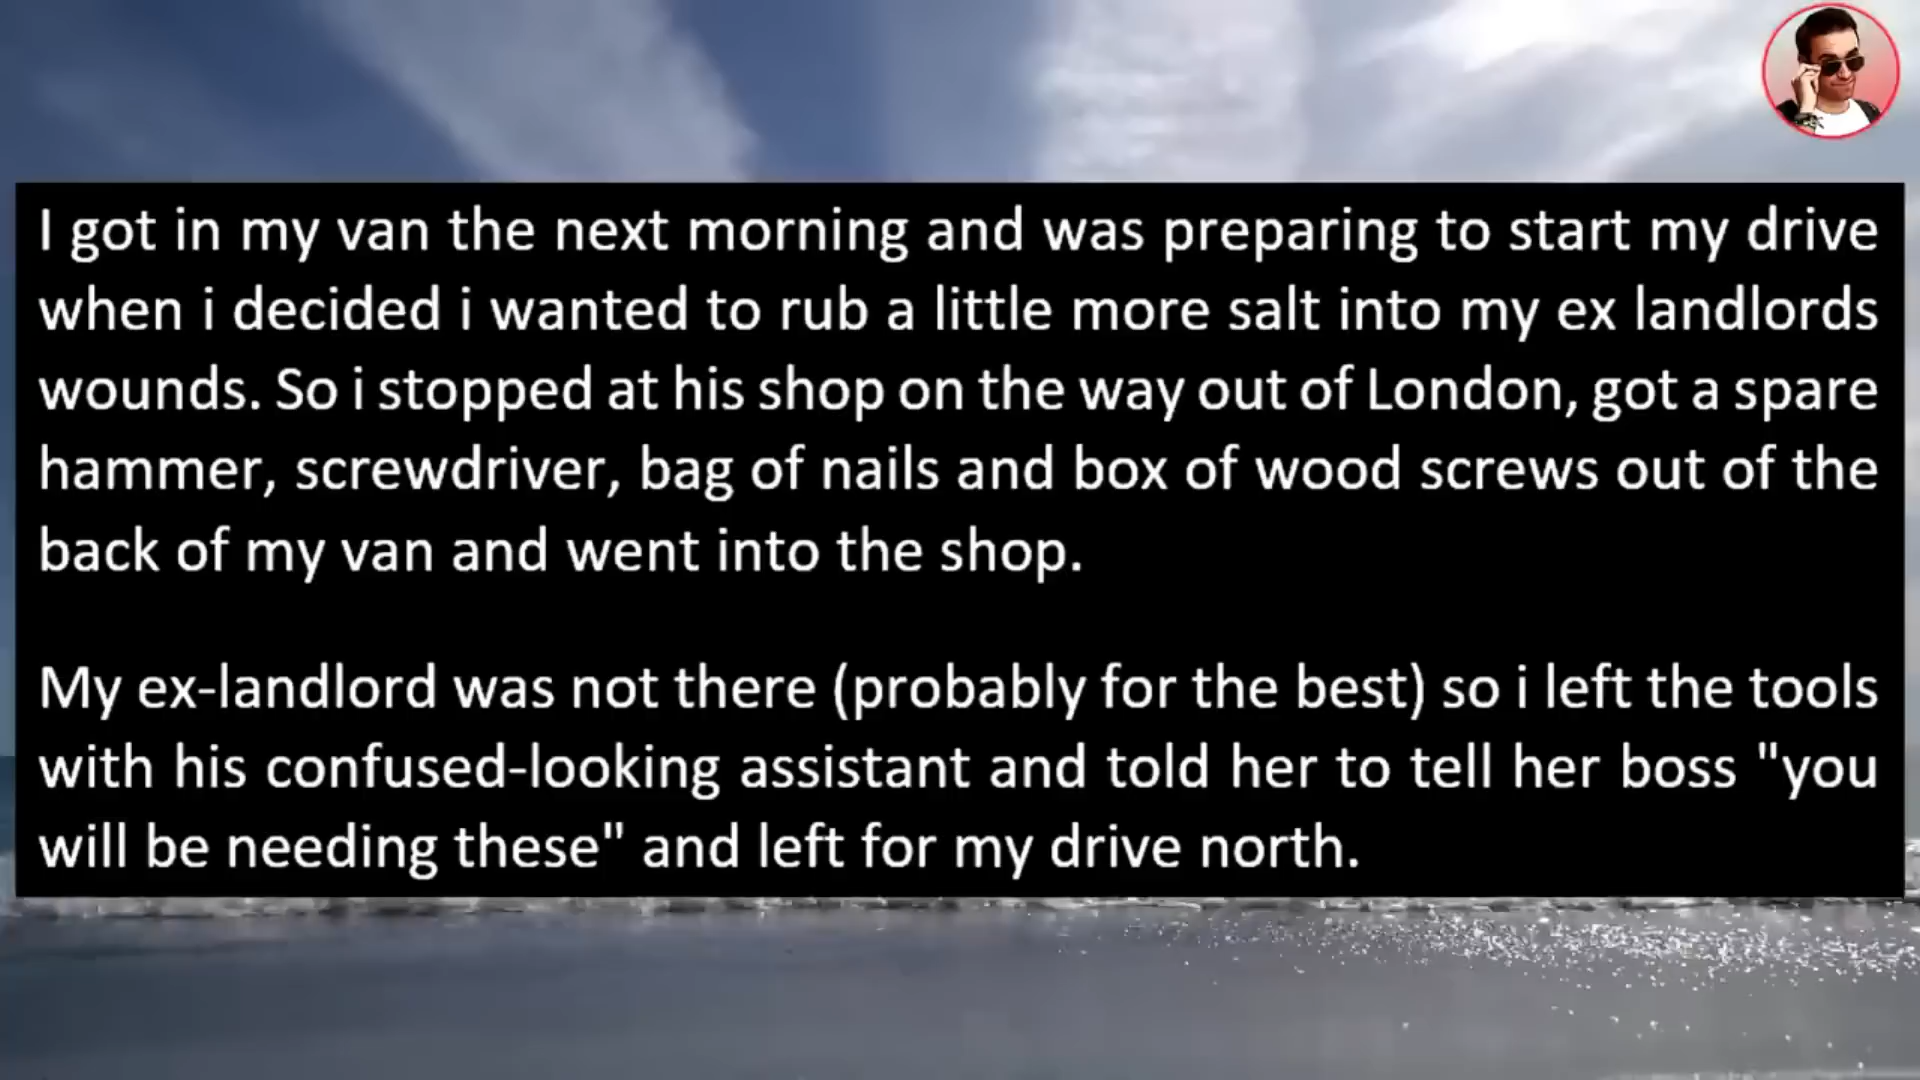 I got in my van the next morning and was preparing to start my drive
when i decided i wanted to rub a little more salt into my ex landlords
wounds. So i stopped at his shop on the way out of London, got a spare
hammer, screwdriver, bag of nails and box of wood screws out of the
back of my van and went into the shop.
My ex-landlord was not there (probably for the best) so i left the tools
with his confused-looking assistant and told her to tell her boss "you
will be needing these" and left for my drive north.